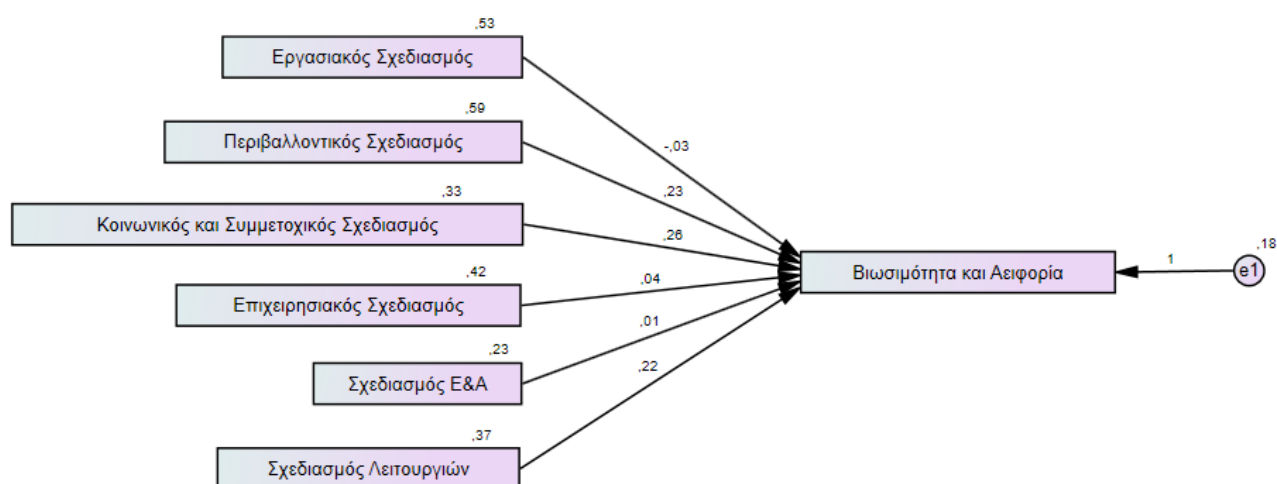 ,53
Εργασιακός Σχεδιασμός
,59
Περιβαλλοντικός Σχεδιασμός
-,03
,33
,23
Κοινωνικός και Συμμετοχικός Σχεδιασμός
,26
,18
Βιωσιμότητα και Αειφορία
1
e1
,42
,04
Επιχειρησιακός Σχεδιασμός
,01
,23
,22
Σχεδιασμός Ε&Α
,37
Σχεδιασμός Λειτουργιών